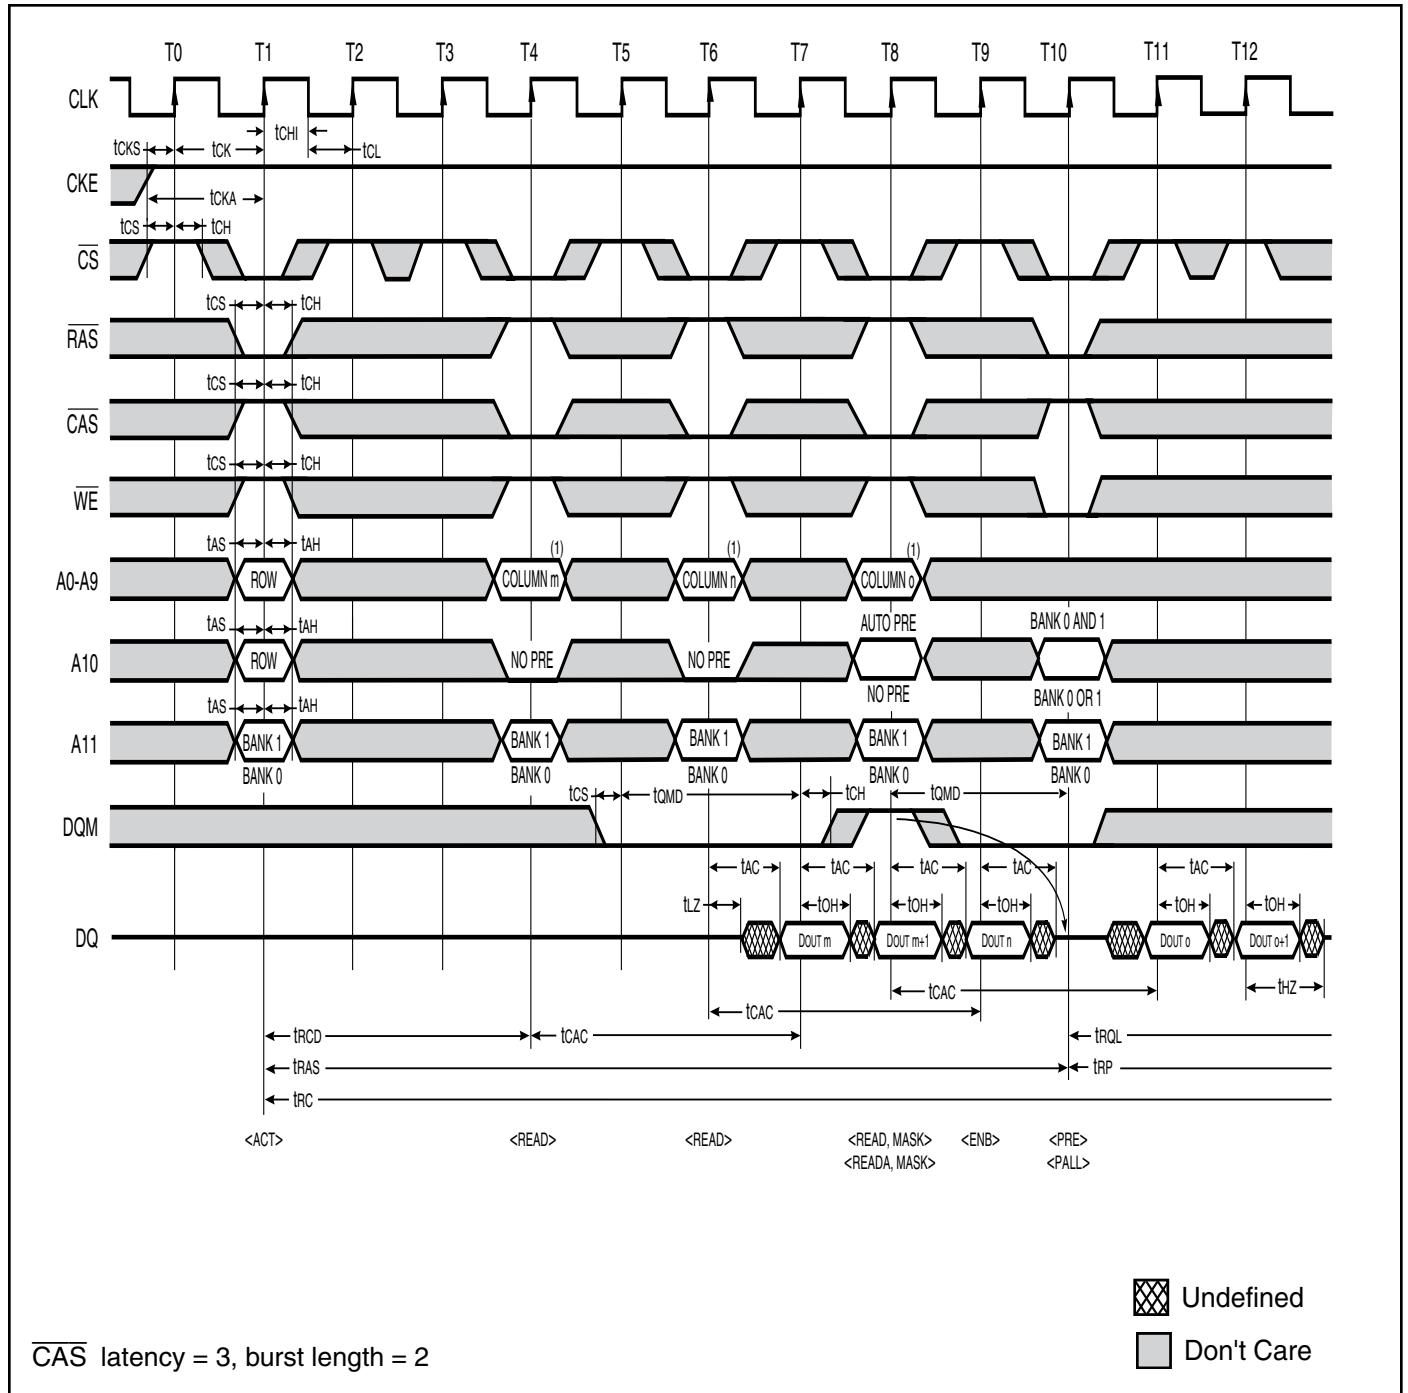 T0 T1 T2 T3 T4 T5 T6 T7 T8 T9 T10 T11 T12
CLK
tCHI
tCKS tCK tCL
CKE
tCKA
tCS tCH
CS
tCS tCH
RAS
tCS tCH
CAS
tCS tCH
WE
tAS tAH (1) (1) (1)
A0-A9 ROW COLUMN m COLUMN n COLUMN o
tAS tAH AUTO PRE BANK 0 AND 1
A10 ROW NO PRE NO PRE
NO PRE BANK 0 OR 1
tAS tAH
A11 BANK 1 BANK 1 BANK 1 BANK 1 BANK 1
BANK 0 BANK 0 BANK 0 BANK 0 BANK 0
tCS tQMD tCH tQMD
DQM
tAC tAC tAC tAC tAC
tLZ tOH tOH tOH tOH tOH
DQ DOUT m DOUT m+1 DOUT n DOUT o DOUT o+1
tCAC tHZ
tCAC
tRCD tCAC tRQL
tRAS tRP
tRC
<ACT> <READ> <READ> <READ, MASK> <ENB> <PRE>
<READA, MASK> <PALL>
Undefined
Don't Care
CAS latency = 3, burst length = 2